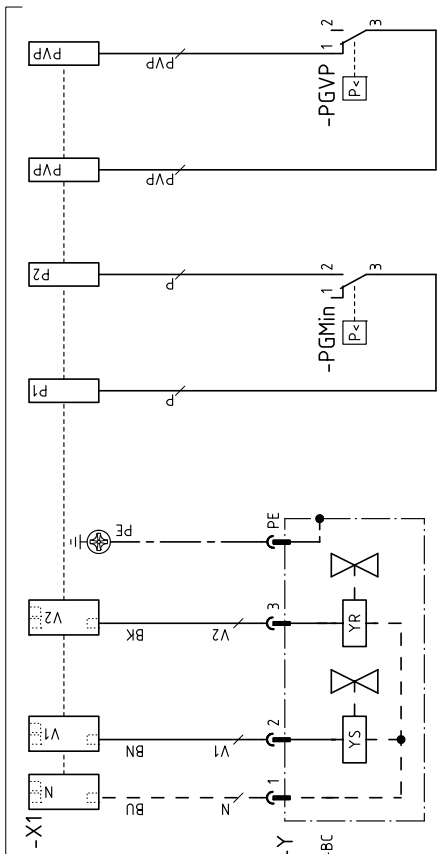 PVP
PVP
2
1
3
-PGVP
P<
PVP
PVP
P2
P
2
1
3
-PGMin
P<
P1
P
PE
PE
V2
BK
V2
3
YR
V1
BN
V1
2
YS
N
BU
N
1
-X1
-Y
-BC